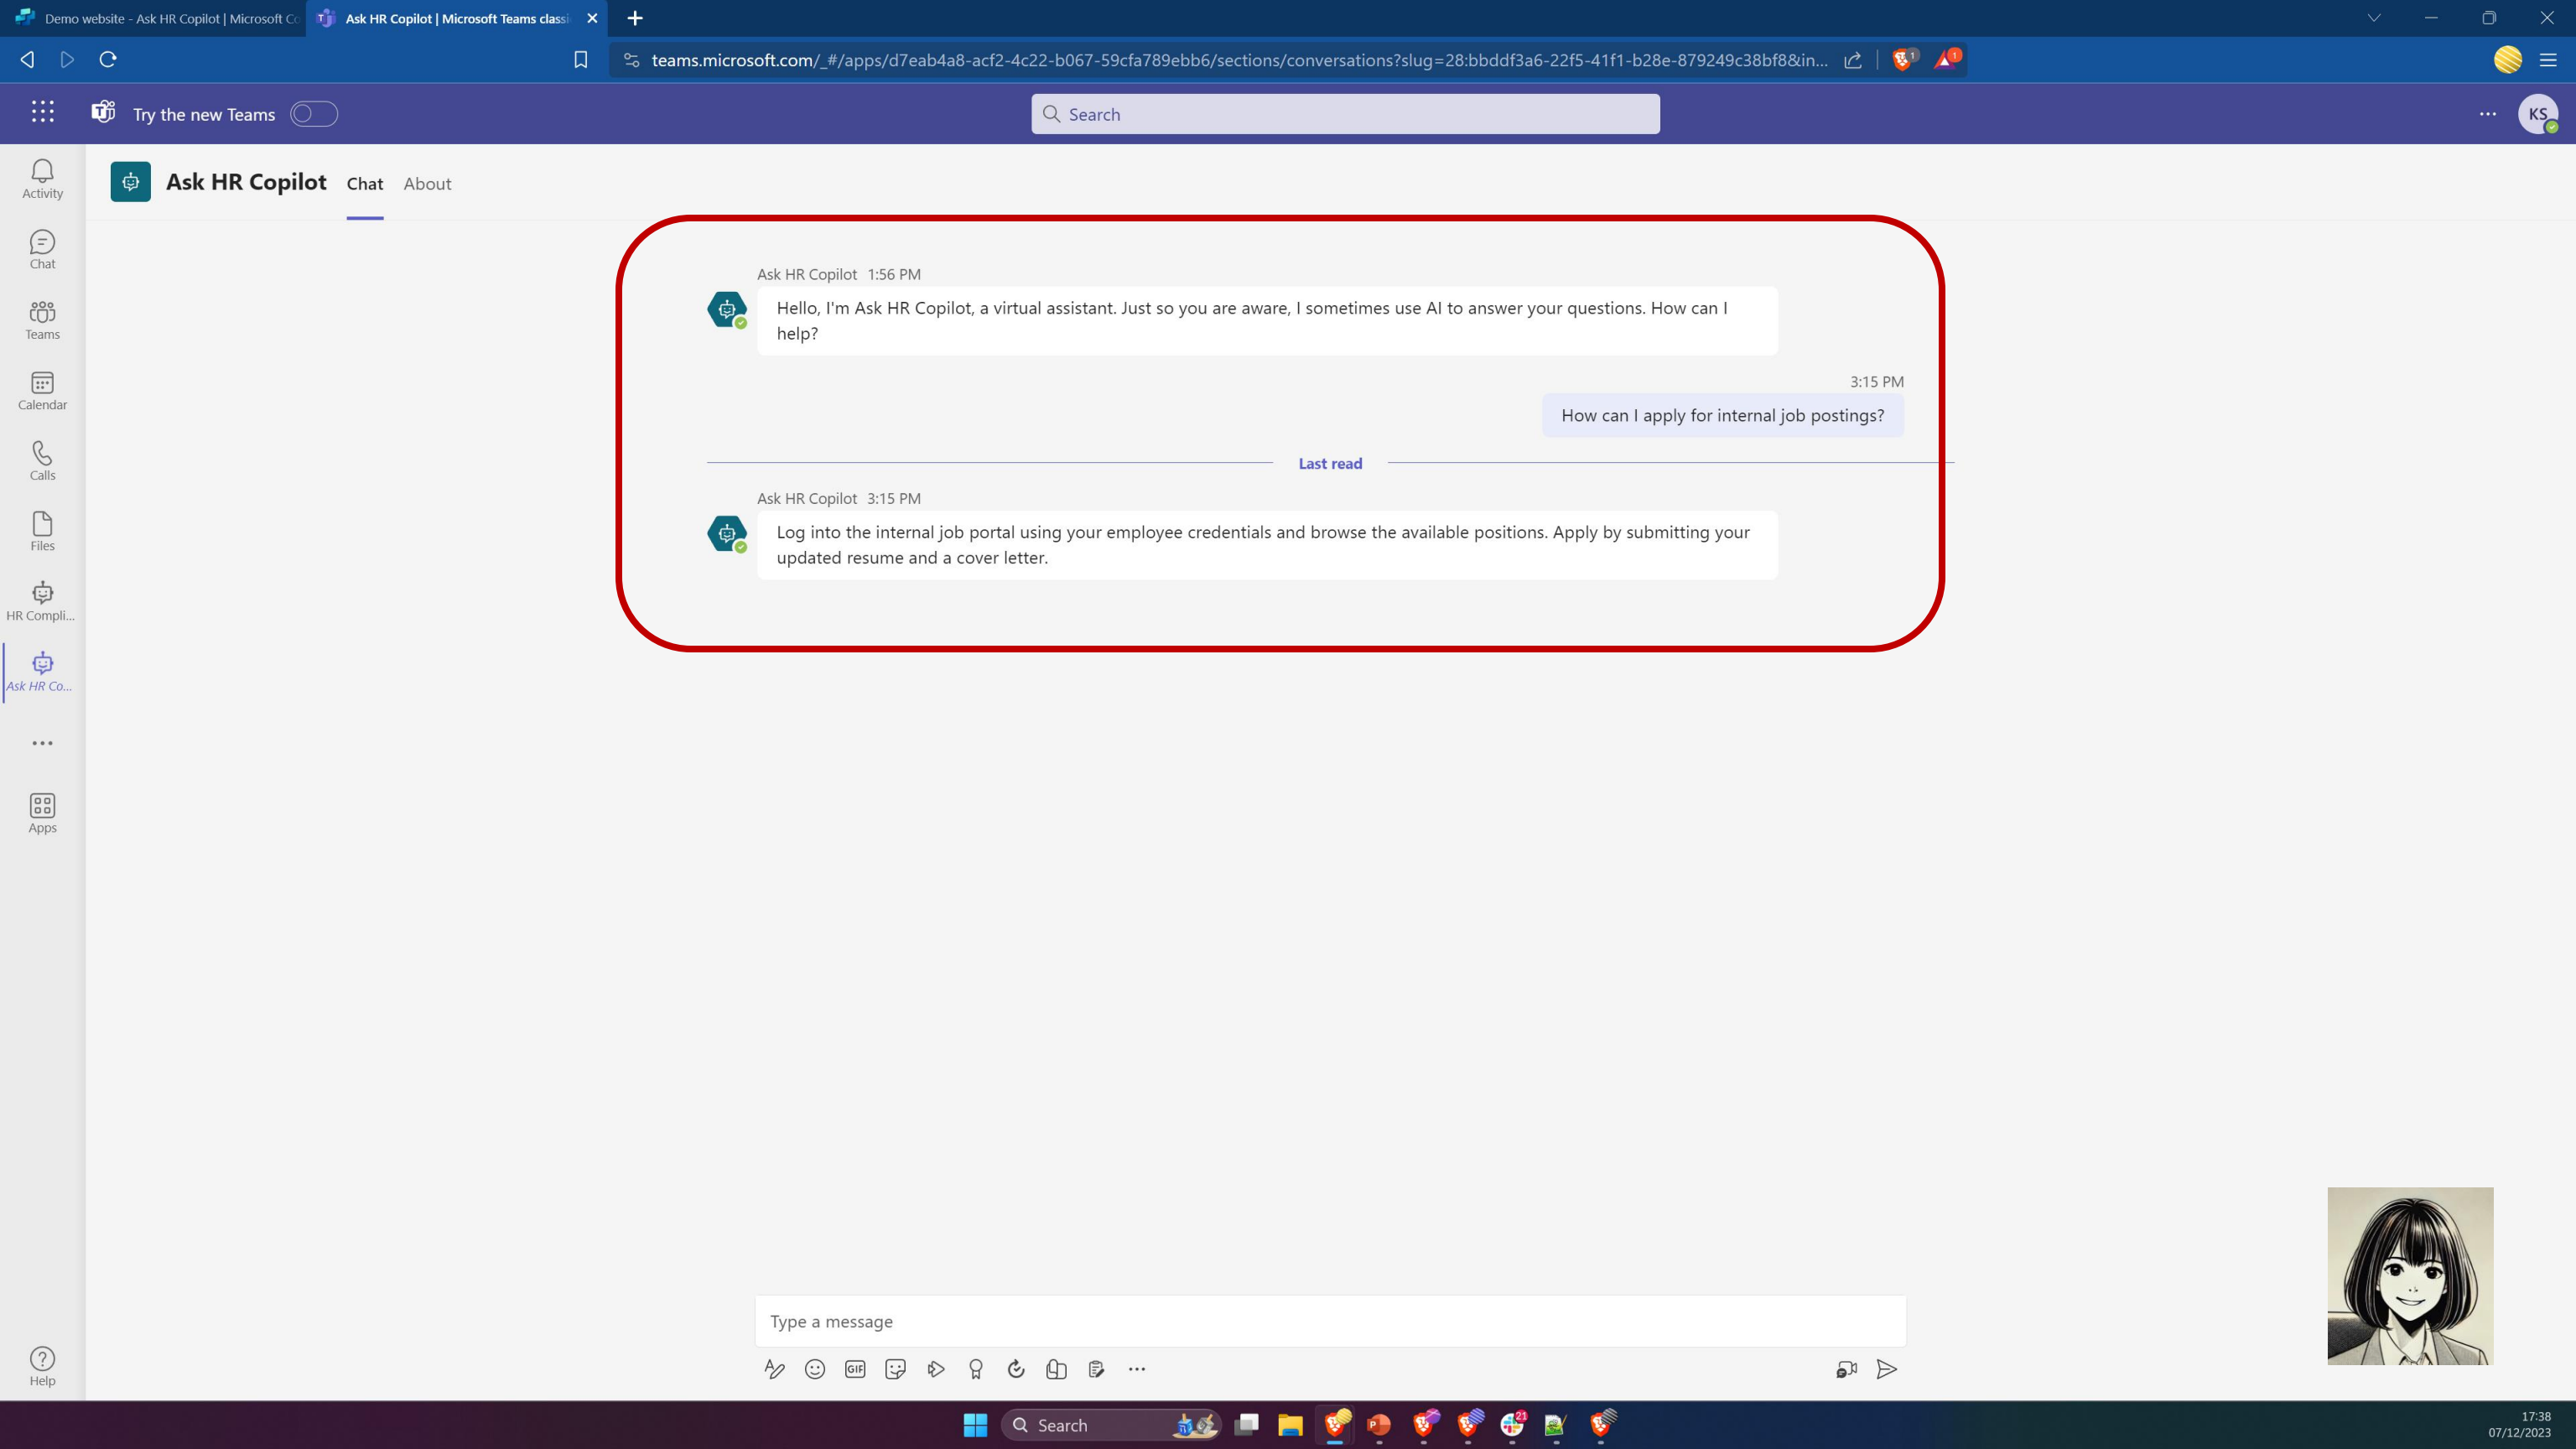 Demo website - Ask HR Copilot | Microsoft Co
Ask HR Copilot | Microsoft Teams classi
teams.microsoft.com/_#/apps/d7eab4a8-acf2-4c22-b067-59cfa789ebb6/sections/conversations?slug=28:bbddf3a6-22f5-41f1-b28e-879249c38bf8&in...
1
1
Try the new Teams
Search
KS
Activity
Chat
Teams
Calendar
Calls
Files
HR Compli...
Ask HR Co...
Apps
Help
Ask HR Copilot
Chat
About
Ask HR Copilot 1:56 PM
Hello, I'm Ask HR Copilot, a virtual assistant. Just so you are aware, I sometimes use AI to answer your questions. How can I
help?
3:15 PM
How can I apply for internal job postings?
Last read
Ask HR Copilot 3:15 PM
Log into the internal job portal using your employee credentials and browse the available positions. Apply by submitting your
updated resume and a cover letter.
Type a message
GIF
Search
21
17:38
07/12/2023